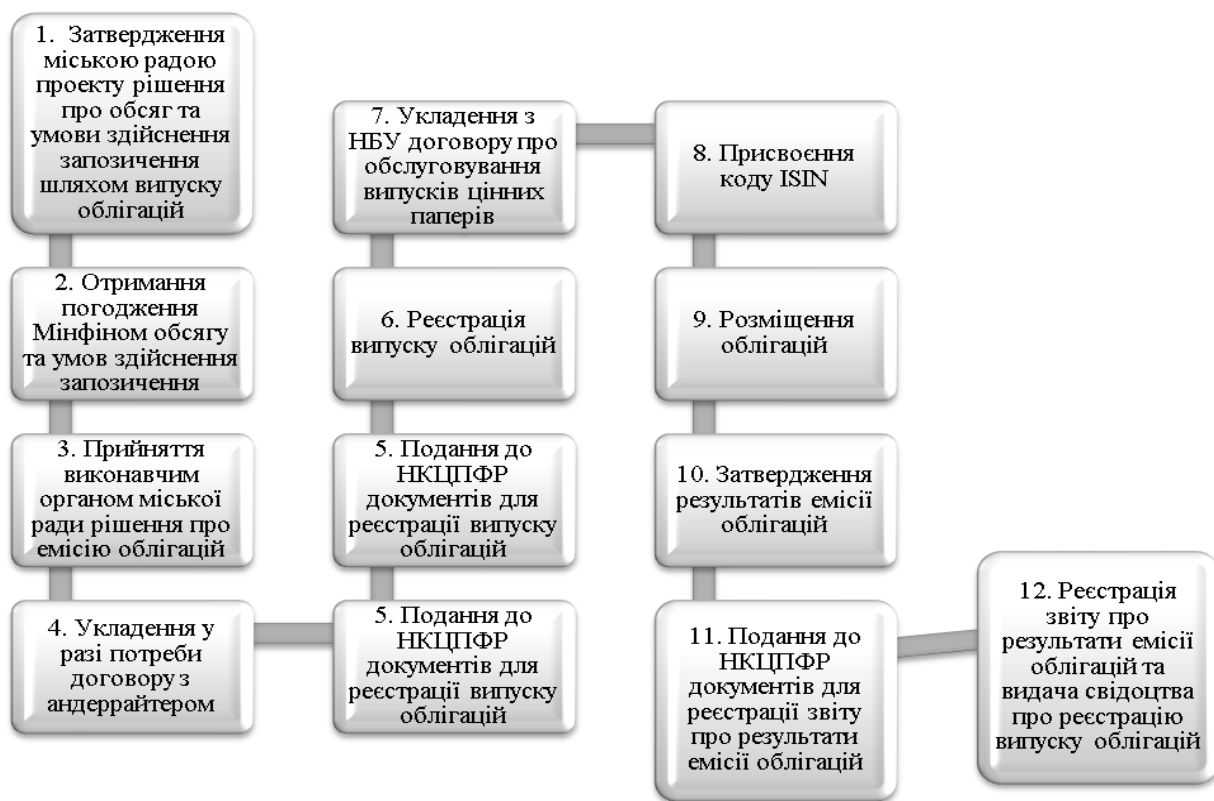 1. Затвердження
міською радою
проекту рішення
про обсяг та
умови здійснення
запозичення
шляхом випуску
облігацій
2. Отримання
погодження
Мінфіном обсягу
та умов здійснення
запозичення
3. Прийняття
виконавчим
органом міської
ради рішення про
емісію облігацій
4. Укладення у
разі потреби
договору з
андеррайтером
5. Подання до
НКЦПФР
документів для
реєстрації випуску
облігацій
5. Подання до
НКЦПФР
документів для
реєстрації випуску
облігацій
6. Реєстрація
випуску облігацій
7. Укладення з
НБУ договору про
обслуговування
випусків цінних
паперів
8. Присвоєння
коду ISIN
9. Розміщення
облігацій
10. Затвердження
результатів емісії
облігацій
11. Подання до
НКЦПФР
документів для
реєстрації звіту
про результати
емісії облігацій
12. Реєстрація
звіту про
результати емісії
облігацій та
видача свідоцтва
про реєстрацію
випуску облігацій